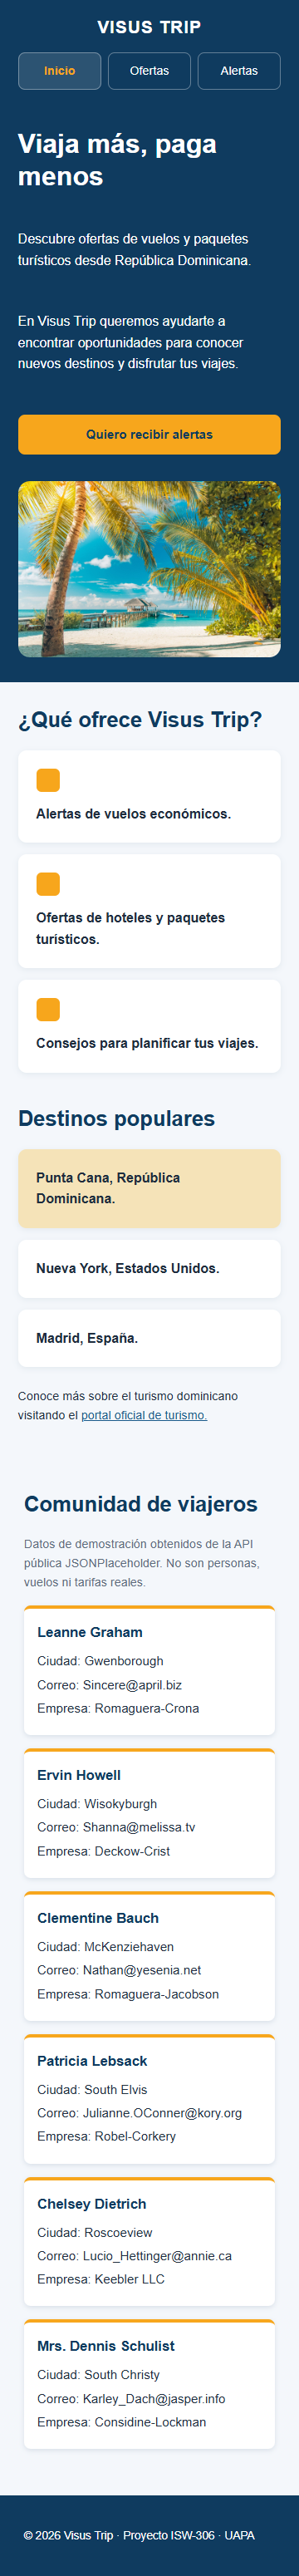 VISUS TRIP
Inicio
Ofertas
Alertas
Viaja más, paga
menos
Descubre ofertas de vuelos y paquetes
turísticos desde República Dominicana.
En Visus Trip queremos ayudarte a
encontrar oportunidades para conocer
nuevos destinos y disfrutar tus viajes.
Quiero recibir alertas
¿Qué ofrece Visus Trip?
Alertas de vuelos económicos.
Ofertas de hoteles y paquetes
turísticos.
Consejos para planificar tus viajes.
Destinos populares
Punta Cana, República
Dominicana.
Nueva York, Estados Unidos.
Madrid, España.
Conoce más sobre el turismo dominicano
visitando el portal oficial de turismo.
Comunidad de viajeros
Datos de demostración obtenidos de la API
pública JSONPlaceholder. No son personas,
vuelos ni tarifas reales.
Leanne Graham
Ciudad: Gwenborough
Correo: Sincere@april.biz
Empresa: Romaguera-Crona
Ervin Howell
Ciudad: Wisokyburgh
Correo: Shanna@melissa.tv
Empresa: Deckow-Crist
Clementine Bauch
Ciudad: McKenziehaven
Correo: Nathan@yesenia.net
Empresa: Romaguera-Jacobson
Patricia Lebsack
Ciudad: South Elvis
Correo: Julianne.OConner@kory.org
Empresa: Robel-Corkery
Chelsey Dietrich
Ciudad: Roscoeview
Correo: Lucio_Hettinger@annie.ca
Empresa: Keebler LLC
Mrs. Dennis Schulist
Ciudad: South Christy
Correo: Karley_Dach@jasper.info
Empresa: Considine-Lockman
© 2026 Visus Trip · Proyecto ISW-306 · UAPA